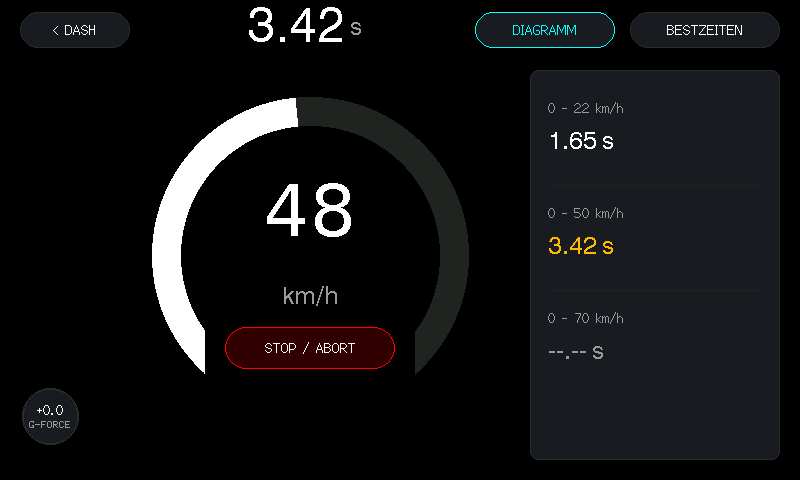 < DASH
3.42 s
DIAGRAMM
BESTZEITEN
48
km/h
STOP / ABORT
+0.0
G-FORCE
0 - 22 km/h
1.65 s
0 - 50 km/h
3.42 s
0 - 70 km/h
--.-- s